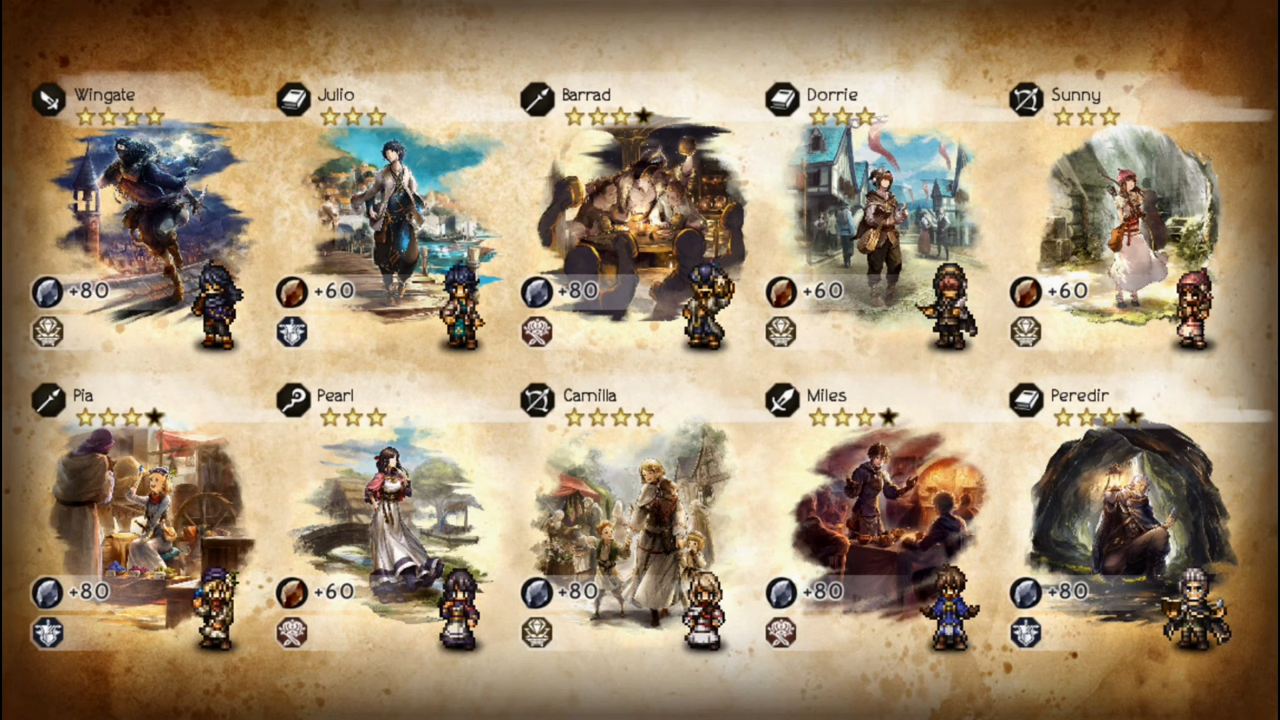 Wingate
Julio
Barrad
Dorrie
Sunny
+80
+60
+80
+60
+60
Pia
Pearl
Camilla
Miles
Peredir
+80
+60
+80
+80
+80